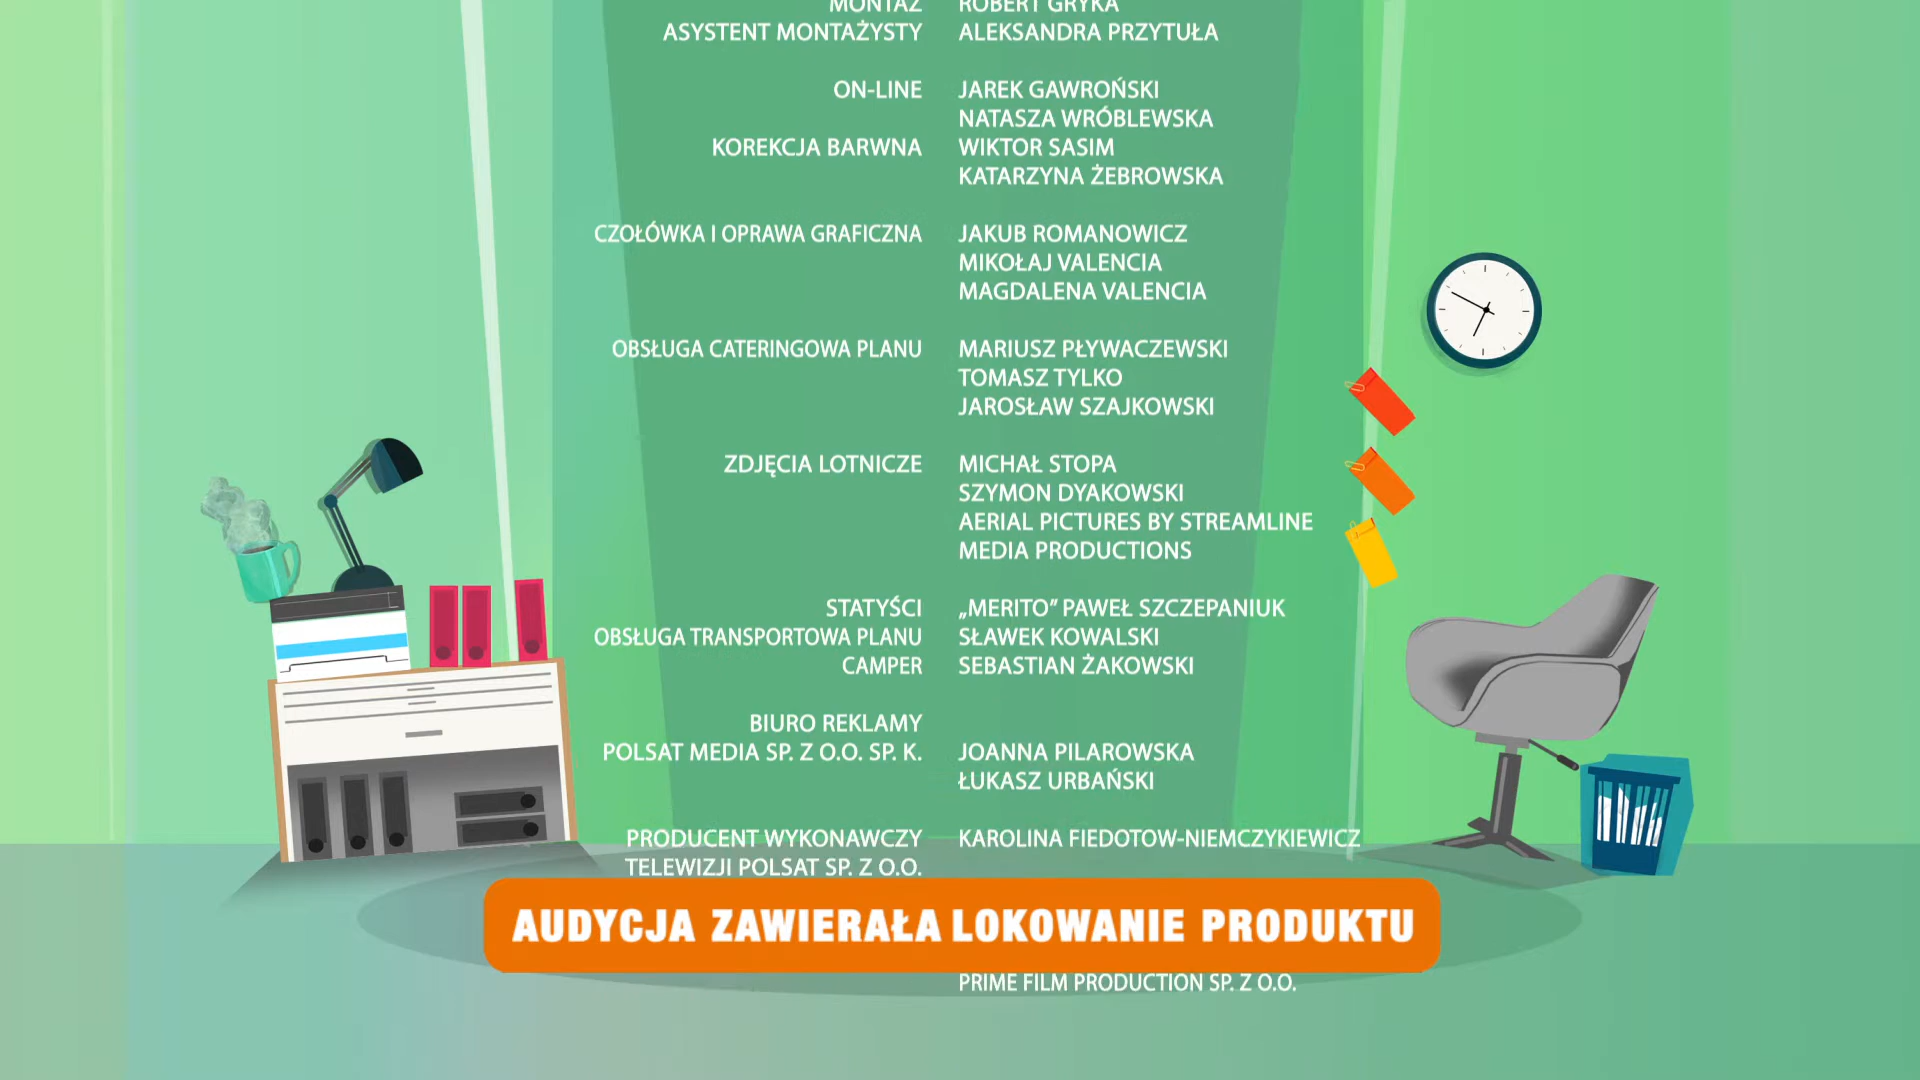 MONTAŻ ROBERT GRYKA
ASYSTENT MONTAŻYSTY ALEKSANDRA PRZYTUŁA
ON-LINE JAREK GAWROŃSKI
NATASZA WRÓBLEWSKA
KOREKCJA BARWNA WIKTOR SASIM
KATARZYNA ŻEBROWSKA
CZOŁÓWKA I OPRAWA GRAFICZNA JAKUB ROMANOWICZ
MIKOŁAJ VALENCIA
MAGDALENA VALENCIA
OBSŁUGA CATERINGOWA PLANU MARIUSZ PŁYWACZEWSKI
TOMASZ TYLKO
JAROSŁAW SZAJKOWSKI
ZDJĘCIA LOTNICZE MICHAŁ STOPA
SZYMON DYAKOWSKI
AERIAL PICTURES BY STREAMLINE
MEDIA PRODUCTIONS
STATYŚCI „MERITO” PAWEŁ SZCZEPANIUK
OBSŁUGA TRANSPORTOWA PLANU SŁAWEK KOWALSKI
CAMPER SEBASTIAN ŻAKOWSKI
BIURO REKLAMY
POLSAT MEDIA SP. Z O.O. SP. K. JOANNA PILAROWSKA
ŁUKASZ URBAŃSKI
PRODUCENT WYKONAWCZY KAROLINA FIEDOTOW-NIEMCZYKIEWICZ
TELEWIZJI POLSAT SP. Z O.O.
AUDYCJA ZAWIERAŁA LOKOWANIE PRODUKTU
PRIME FILM PRODUCTION SP. Z O.O.